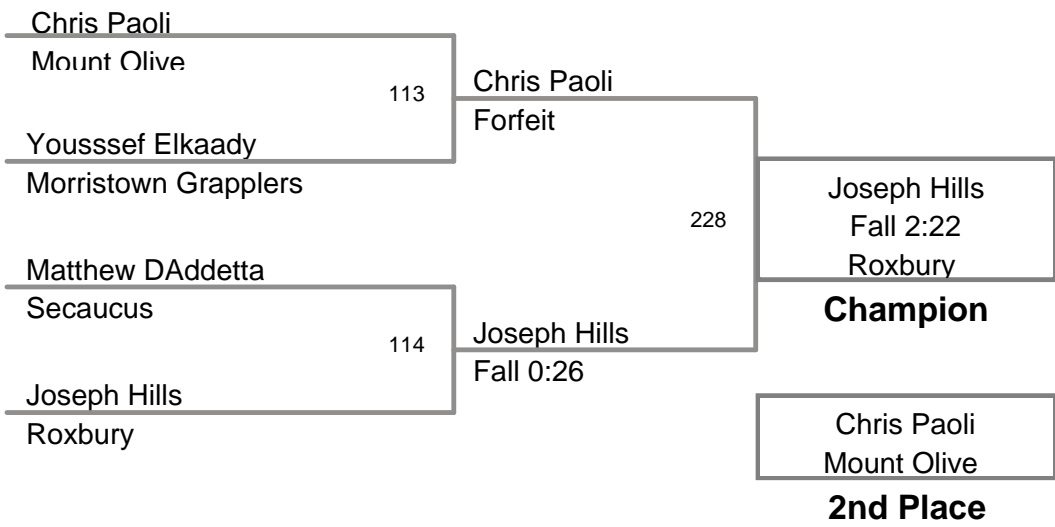 Chris Paoli
Mount Olive
113
Chris Paoli
Forfeit
Yousssef Elkaady
Morristown Grapplers
228
Joseph Hills
Fall 2:22
Roxbury
Champion
Matthew DAddetta
Secaucus
114
Joseph Hills
Fall 0:26
Joseph Hills
Roxbury
Chris Paoli
Mount Olive
2nd Place